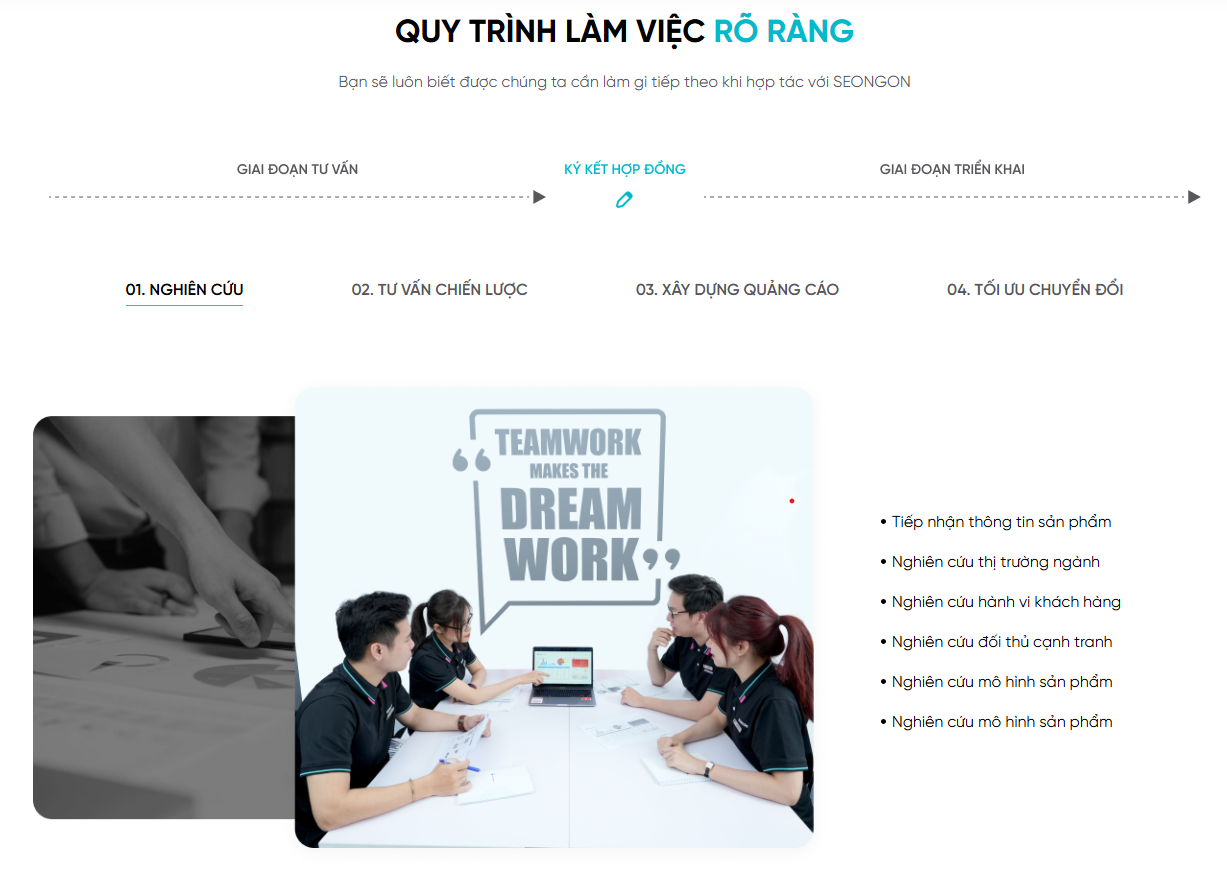 QUY TRÌNH LÀM VIỆC RÕ RÀNG
Bạn sẽ luôn biết được chúng ta cần làm gì tiếp theo khi hợp tác với SEONGON
GIAI ĐOẠN TƯ VẤN
KÝ KẾT HỢP ĐỒNG
GIAI ĐOẠN TRIỂN KHAI
01. NGHIÊN CỨU
02. TƯ VẤN CHIẾN LƯỢC
03. XÂY DỰNG QUẢNG CÁO
04. TỐI ƯU CHUYỂN ĐỔI
“TEAMWORK
MAKES THE
DREAM
WORK”
• Tiếp nhận thông tin sản phẩm
• Nghiên cứu thị trường ngành
• Nghiên cứu hành vi khách hàng
• Nghiên cứu đối thủ cạnh tranh
• Nghiên cứu mô hình sản phẩm
• Nghiên cứu mô hình sản phẩm